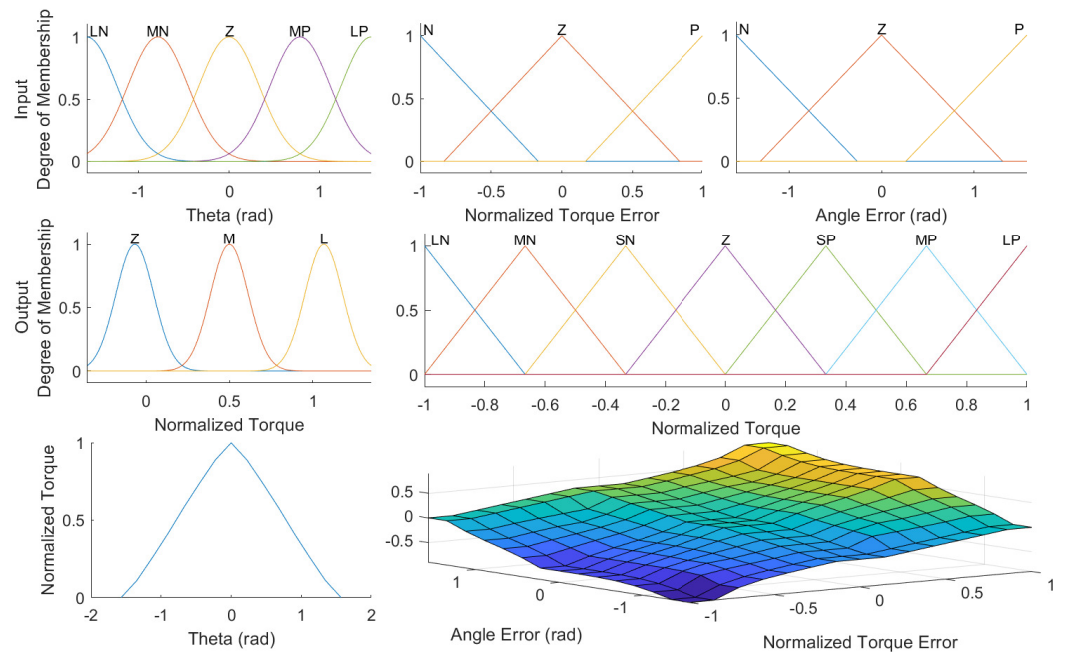 LN MN Z MP LP
N Z P
N Z P
Input
Degree of Membership
1
0.5
0
-1 0 1
Theta (rad)
1
0.5
0
-1 -0.5 0 0.5 1
Normalized Torque Error
1
0.5
0
-1 0 1
Angle Error (rad)
Z M L
LN MN SN Z SP MP LP
Output
Degree of Membership
1
0.5
0
0 0.5 1
Normalized Torque
1
0.5
0
-1 -0.8 -0.6 -0.4 -0.2 0 0.2 0.4 0.6 0.8 1
Normalized Torque
Normalized Torque
1
0.5
0
-2 -1 0 1 2
Theta (rad)
0.5
0
-0.5
1 0 -1
Angle Error (rad)
-1 -0.5 0 0.5 1
Normalized Torque Error